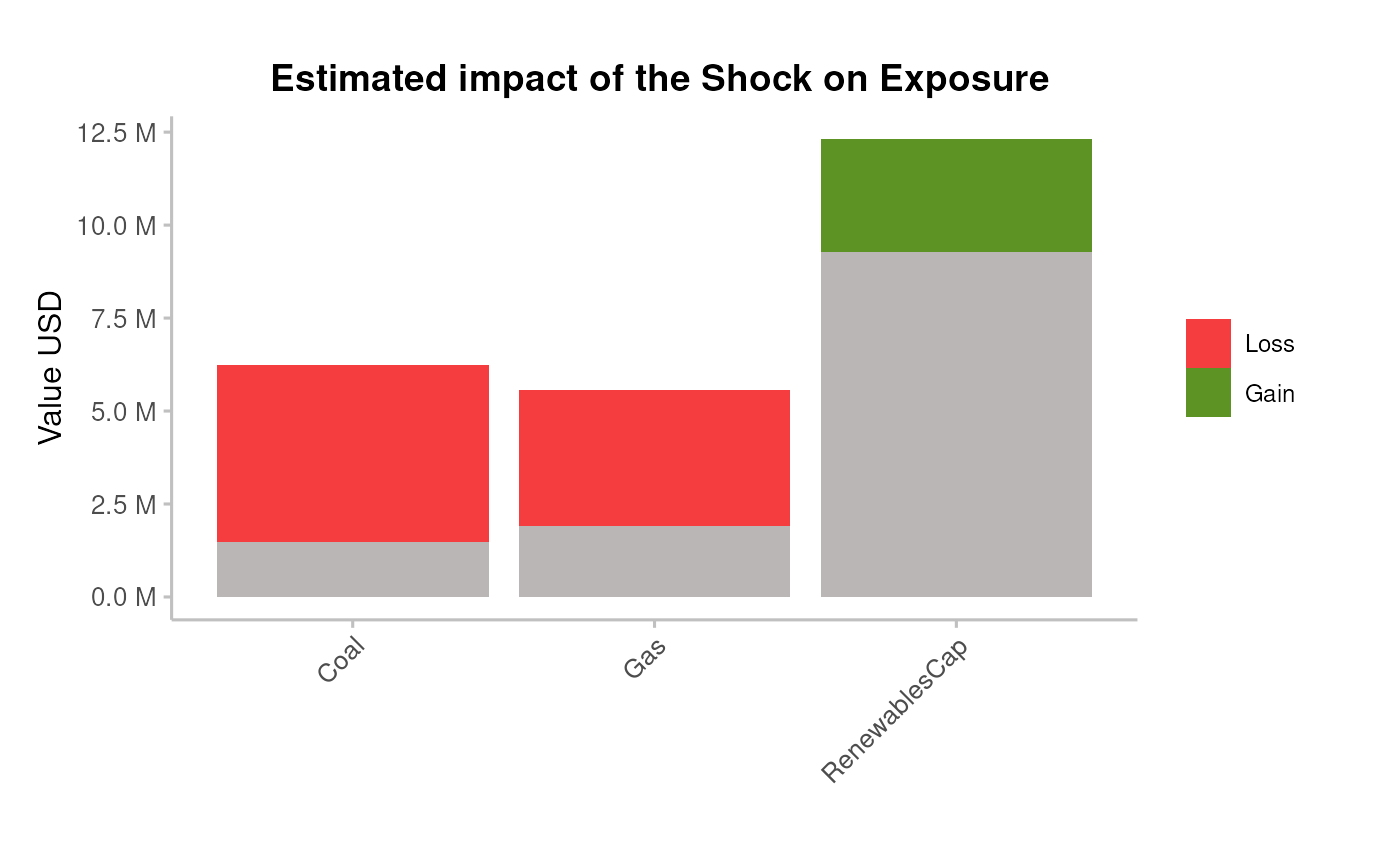 Estimated impact of the Shock on Exposure
Value USD
12.5 M
10.0 M
7.5 M
5.0 M
2.5 M
0.0 M
Coal
Gas
RenewablesCap
Loss
Gain